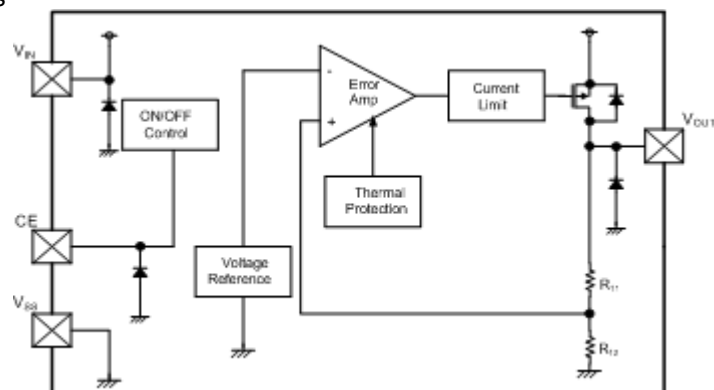 VIN
ON/OFF
Control
CE
VSS
-
+
Error
Amp
Current
Limit
Thermal
Protection
Voltage
Reference
VOUT
R11
R12